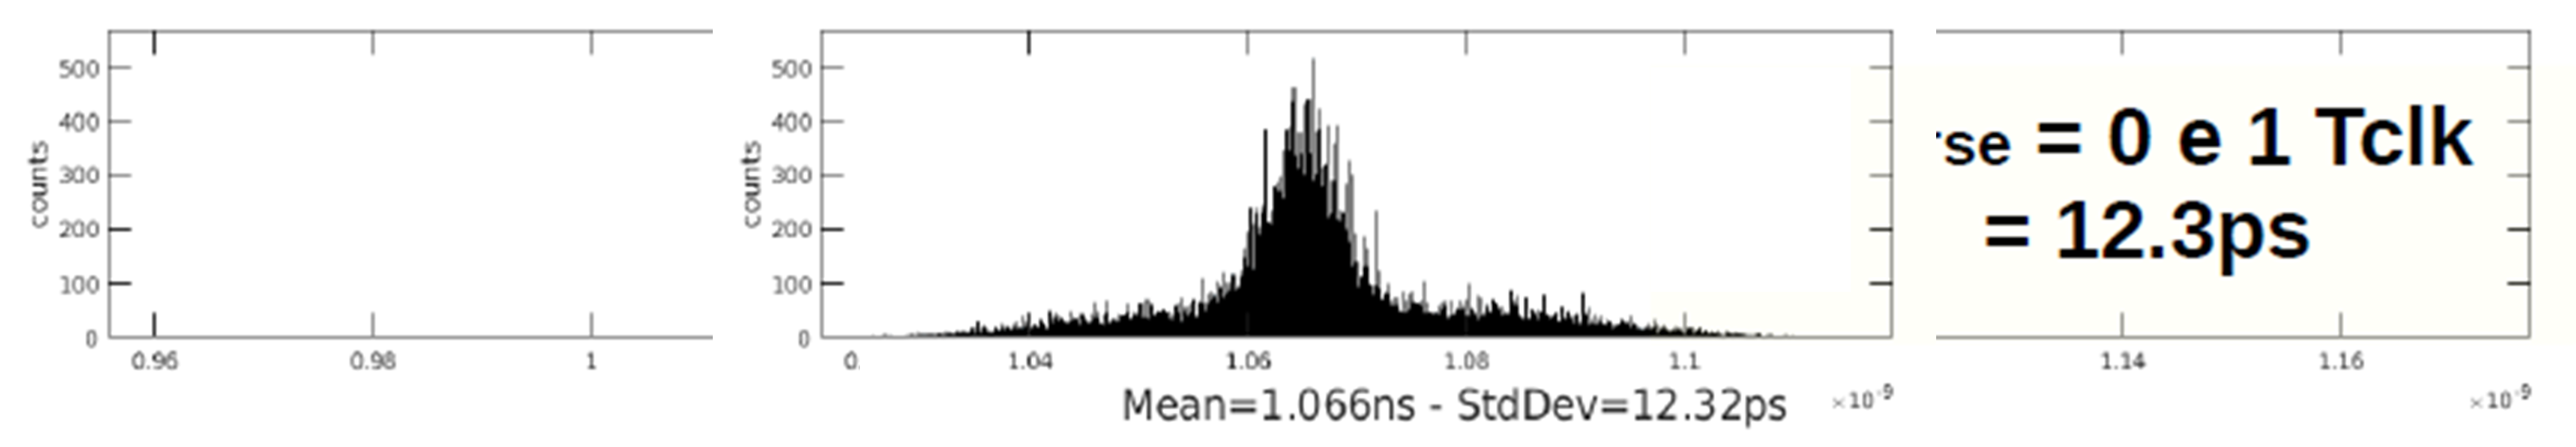 500
400
300
200
100
0
counts
0.96 0.98 1
500
400
300
200
100
0
counts
0. 1.04 1.06 1.08 1.1
×10⁻⁹
Mean=1.066ns - StdDev=12.32ps
rse = 0 e 1 Tclk
= 12.3ps
1.14 1.16
×10⁻⁹